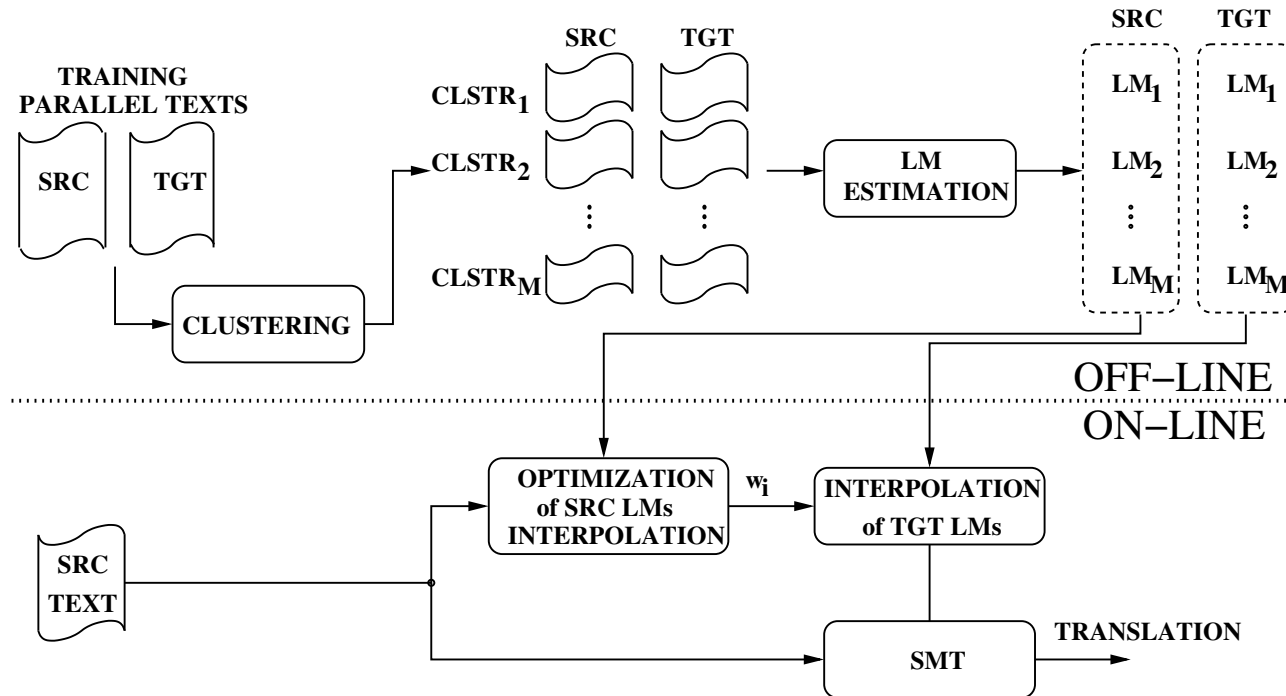 SRC TGT
SRC TGT
TRAINING
PARALLEL TEXTS
SRC TGT
CLSTR1
CLSTR2
⋮ ⋮
CLSTRM
CLUSTERING
LM
ESTIMATION
LM1 LM1
LM2 LM2
⋮ ⋮
LMM LMM
OFF–LINE
ON–LINE
OPTIMIZATION
of SRC LMs
INTERPOLATION
wi
INTERPOLATION
of TGT LMs
SRC
TEXT
SMT
TRANSLATION